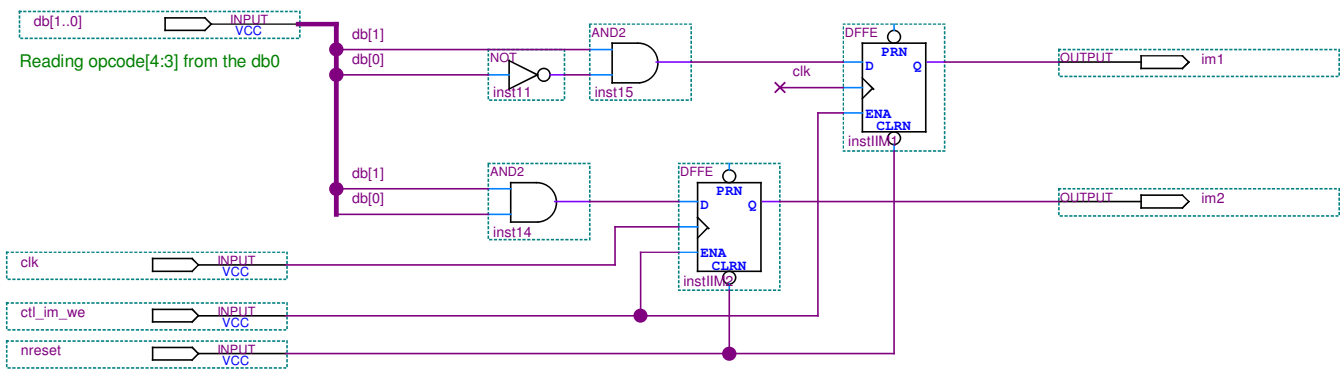 db[1..0] INPUT
VCC
Reading opcode[4:3] from the db0
db[1]
db[0]
NOT
inst11
AND2
inst15
clk
DFFE
PRN
D Q
ENA
CLRN
instIIM1
OUTPUT im1
db[1]
db[0]
AND2
inst14
DFFE
PRN
D Q
ENA
CLRN
instIIM2
OUTPUT im2
clk INPUT
VCC
ctl_im_we INPUT
VCC
nreset INPUT
VCC